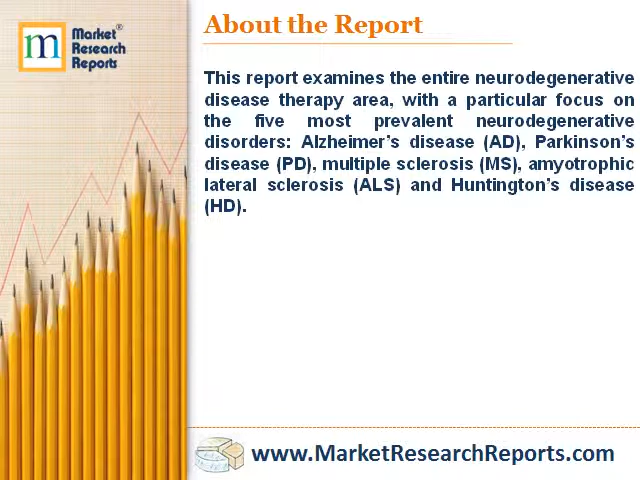 m
Market®
Research
Reports
About the Report
This report examines the entire neurodegenerative
disease therapy area, with a particular focus on
the five most prevalent neurodegenerative
disorders: Alzheimer's disease (AD), Parkinson's
disease (PD), multiple sclerosis (MS), amyotrophic
lateral sclerosis (ALS) and Huntington's disease
(HD).
www.MarketResearchReports.com